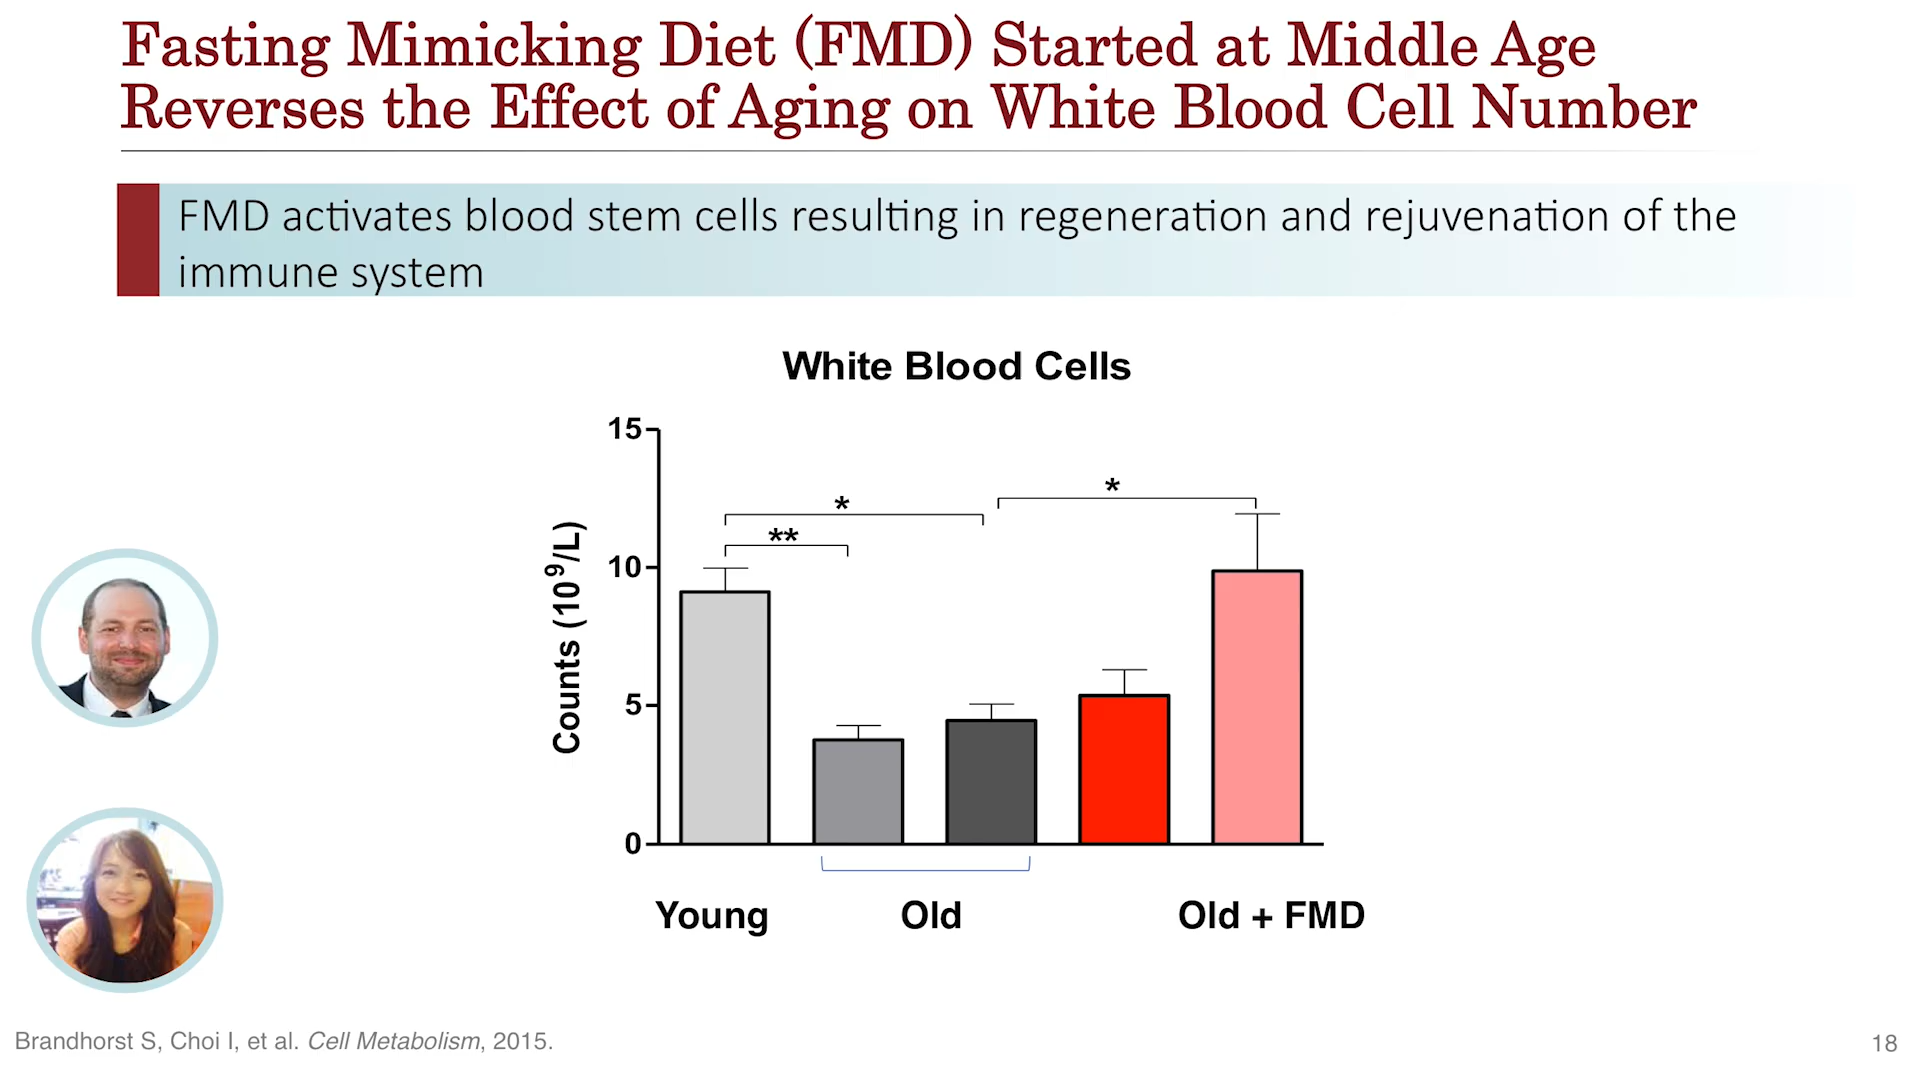 Fasting Mimicking Diet (FMD) Started at Middle Age
Reverses the Effect of Aging on White Blood Cell Number
FMD activates blood stem cells resulting in regeneration and rejuvenation of the
immune system
White Blood Cells
Counts (10⁹/L)
15
10
5
0
*
**
*
Young
Old
Old + FMD
Brandhorst S, Choi I, et al. Cell Metabolism, 2015.
18